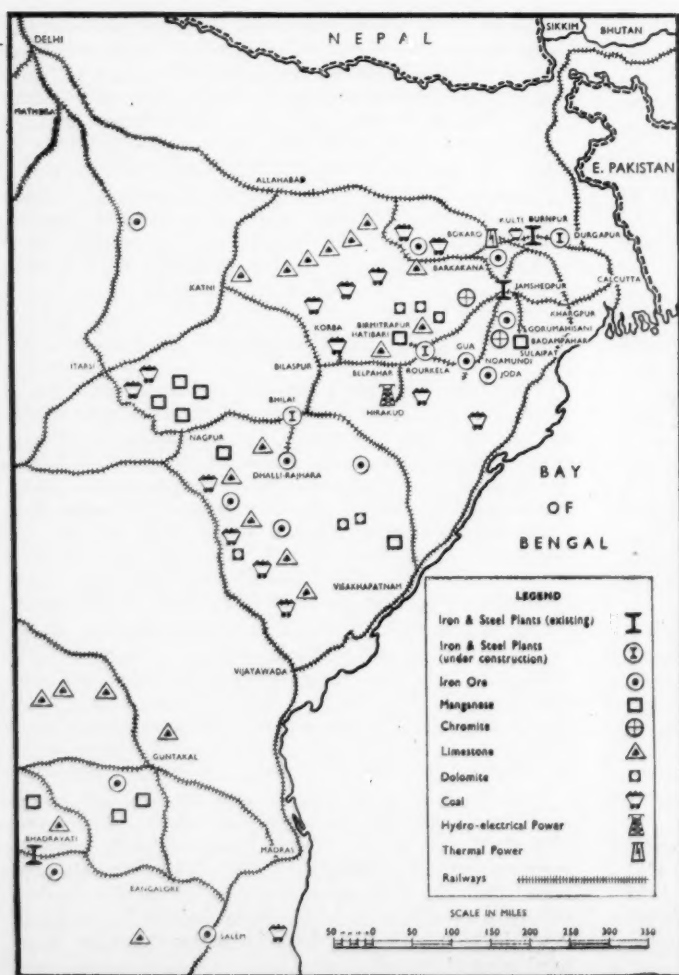 NEPAL
SIKKIM
BHUTAN
DELHI
E. PAKISTAN
ALLAHABAD
KULTI
BURNPUR
BOKARO
DURGAPUR
BARKAKANA
CALCUTTA
KATNI
JAMSHEDPUR
KHARGPUR
BIRMITRAPUR
HATIBARI
KORBA
GORUMAHISANI
BADAMPAHAR
SULAIPAT
GUA
NOAMUNDI
ITARSI
BILASPUR
BELPAHAR
ROURKELA
JODA
HIRAKUD
BHILAI
NAGPUR
DHALLI-RAJHARA
BAY
OF
BENGAL
VISAKHAPATNAM
VIJAYAWADA
GUNTAKAL
BHADRAVATI
MADRAS
BANGALORE
SALEM
LEGEND
Iron & Steel Plants (existing)
Iron & Steel Plants
(under construction)
Iron Ore
Manganese
Chromite
Limestone
Dolomite
Coal
Hydro-electrical Power
Thermal Power
Railways
SCALE IN MILES
50 0 50 100 150 200 250 300 350